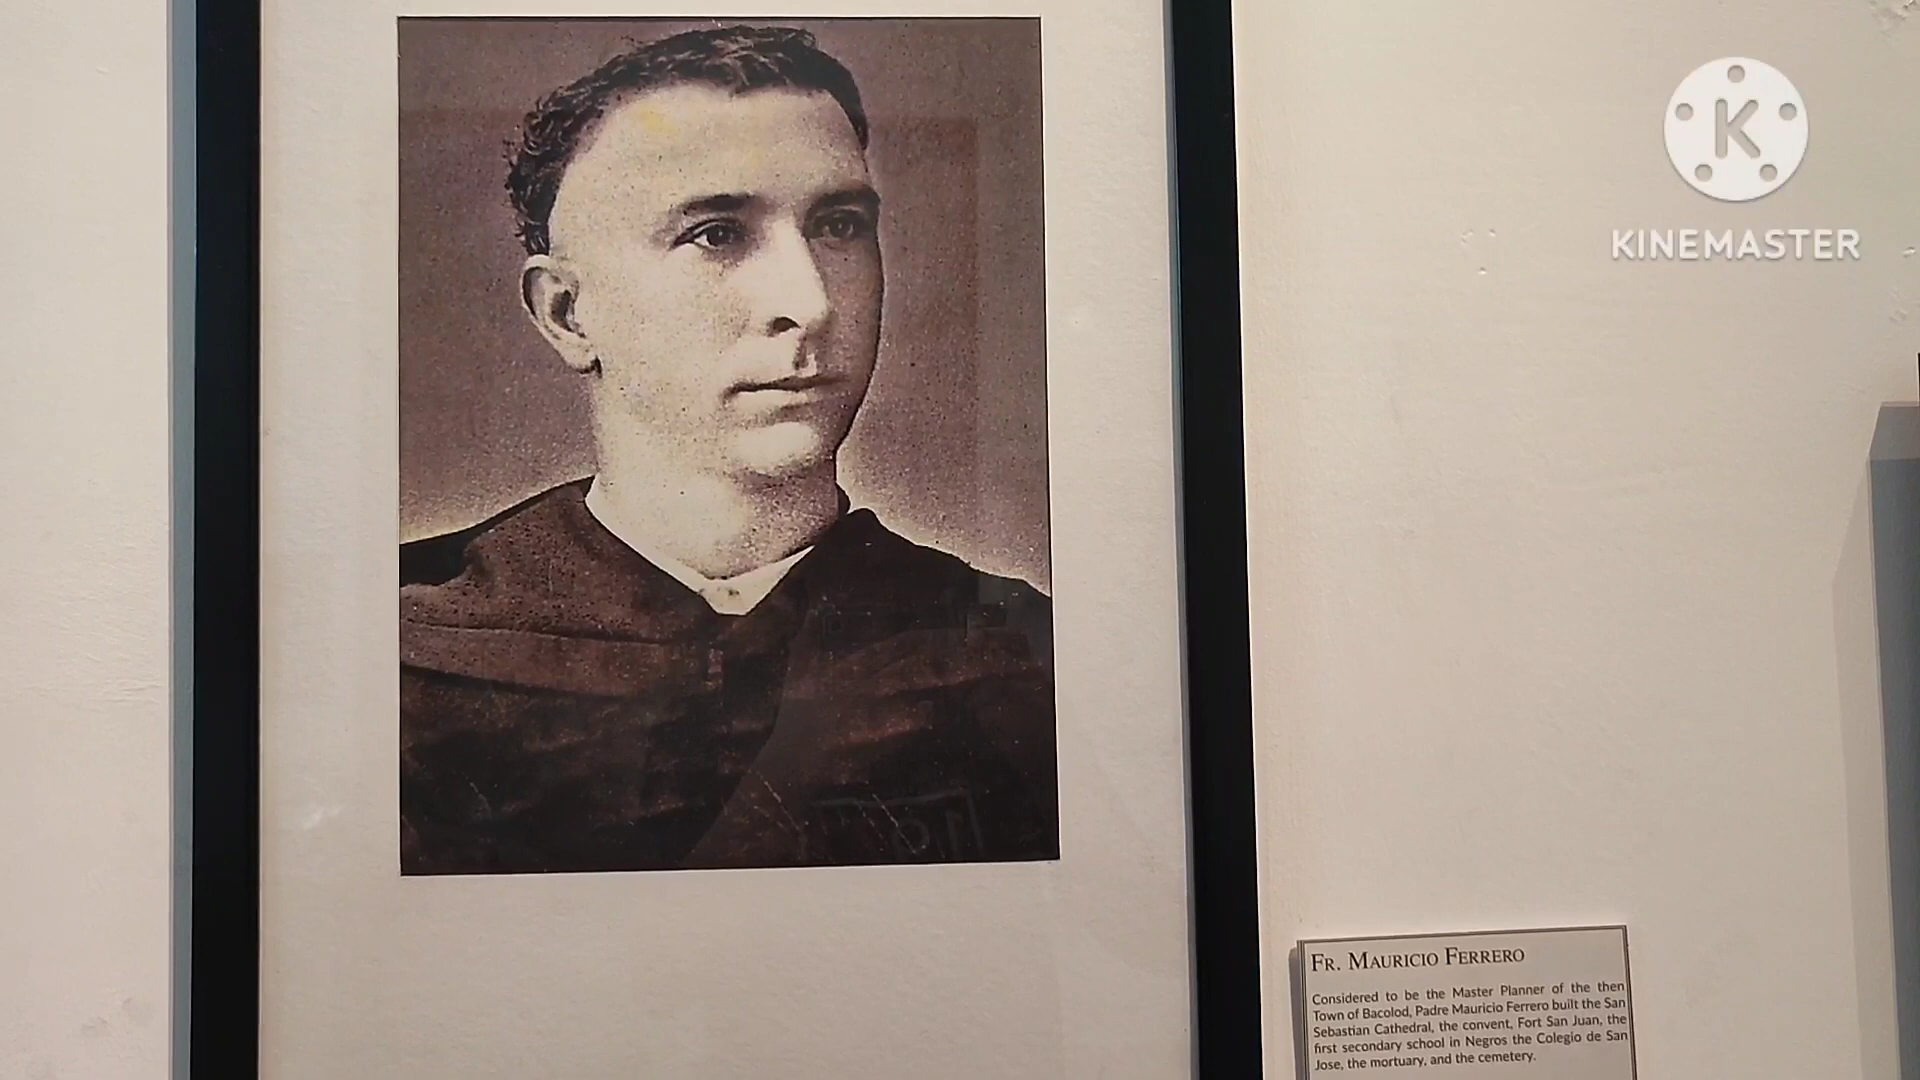 K
KINEMASTER
FR. MAURICIO FERRERO
Considered to be the Master Planner of the then
Town of Bacolod, Padre Mauricio Ferrero built the San
Sebastian Cathedral, the convent, Fort San Juan, the
first secondary school in Negros the Colegio de San
Jose, the mortuary, and the cemetery.